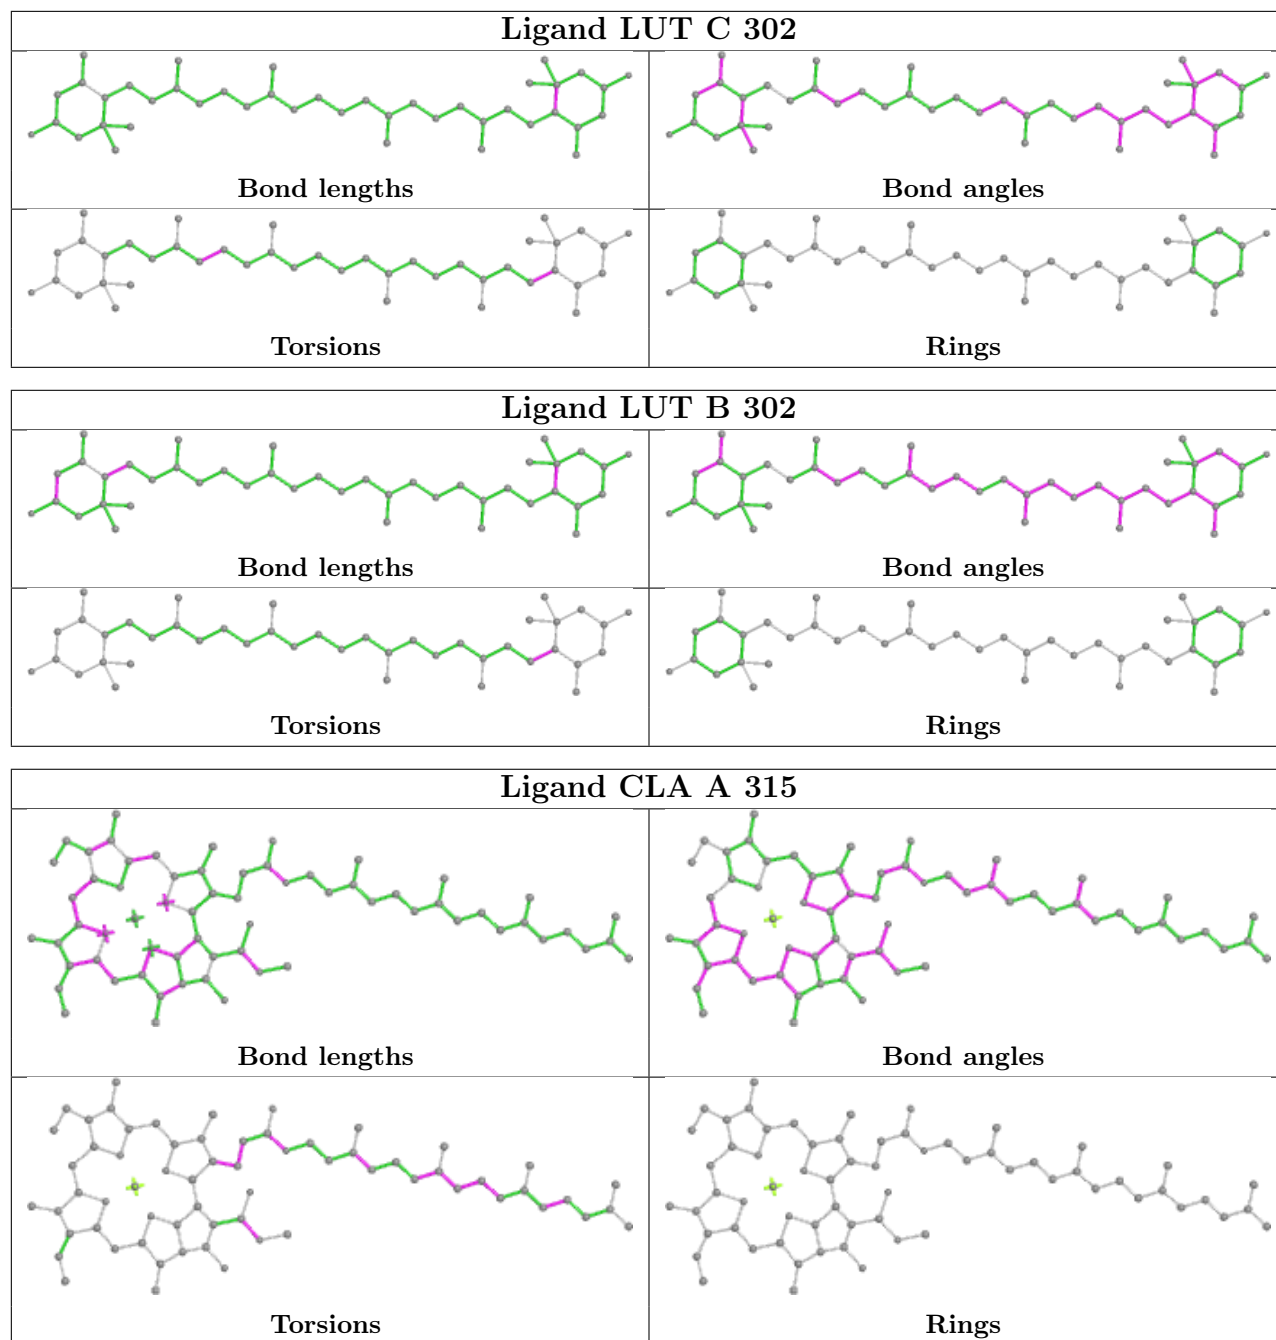 Ligand LUT C 302
Bond lengths Bond angles
Torsions Rings
Ligand LUT B 302
Bond lengths Bond angles
Torsions Rings
Ligand CLA A 315
Bond lengths Bond angles
Torsions Rings